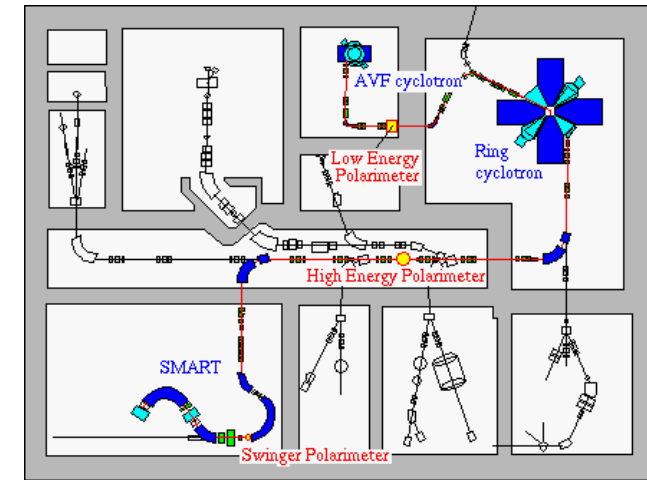 AVF cyclotron
Low Energy
Polarimeter
Ring
cyclotron
High Energy Polarimeter
SMART
Swinger Polarimeter